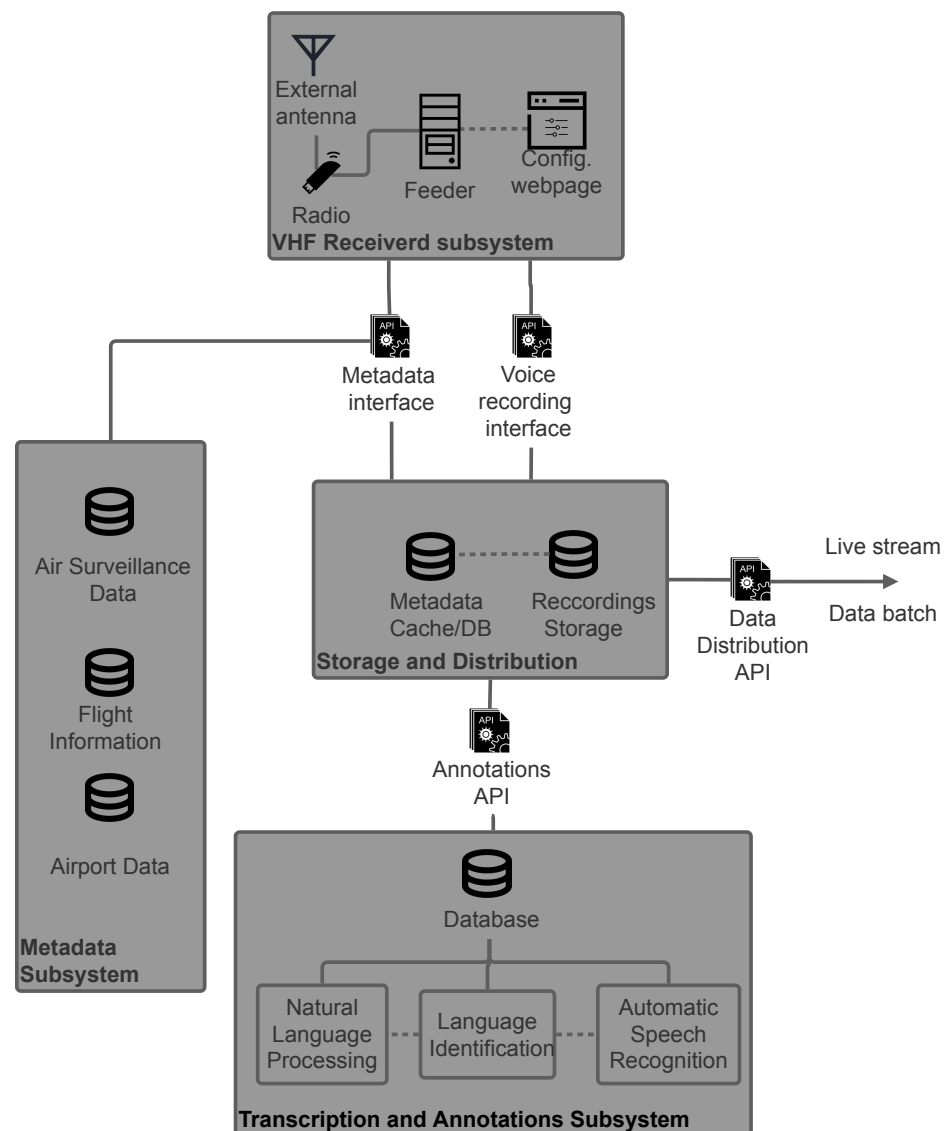 External
antenna
Radio
Feeder
Config.
webpage
VHF Receiverd subsystem
API
Metadata
interface
API
Voice
recording
interface
Air Surveillance
Data
Flight
Information
Airport Data
Metadata
Subsystem
Metadata
Cache/DB
Reccordings
Storage
Storage and Distribution
API
Data
Distribution
API
Live stream
Data batch
API
Annotations
API
Database
Natural
Language
Processing
Language
Identification
Automatic
Speech
Recognition
Transcription and Annotations Subsystem